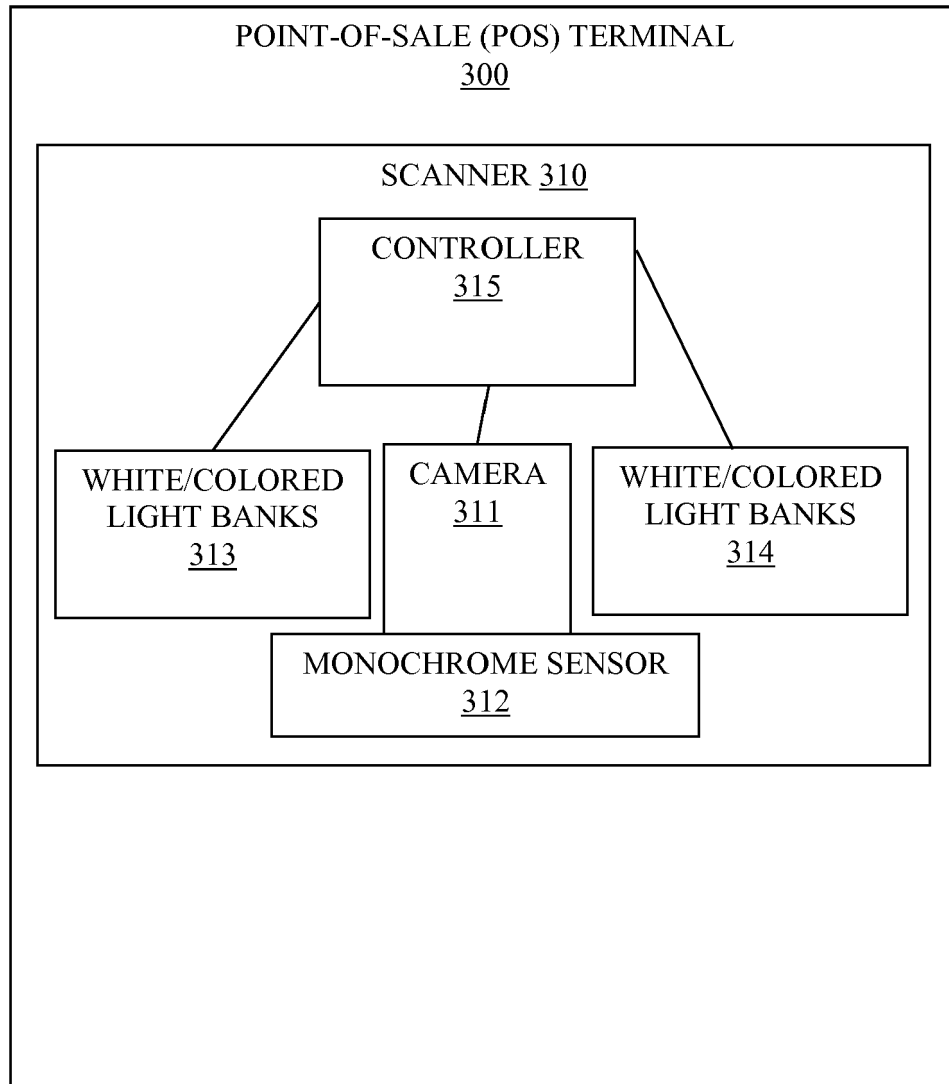 POINT-OF-SALE (POS) TERMINAL
300
SCANNER 310
CONTROLLER
315
WHITE/COLORED
LIGHT BANKS
313
CAMERA
311
WHITE/COLORED
LIGHT BANKS
314
MONOCHROME SENSOR
312